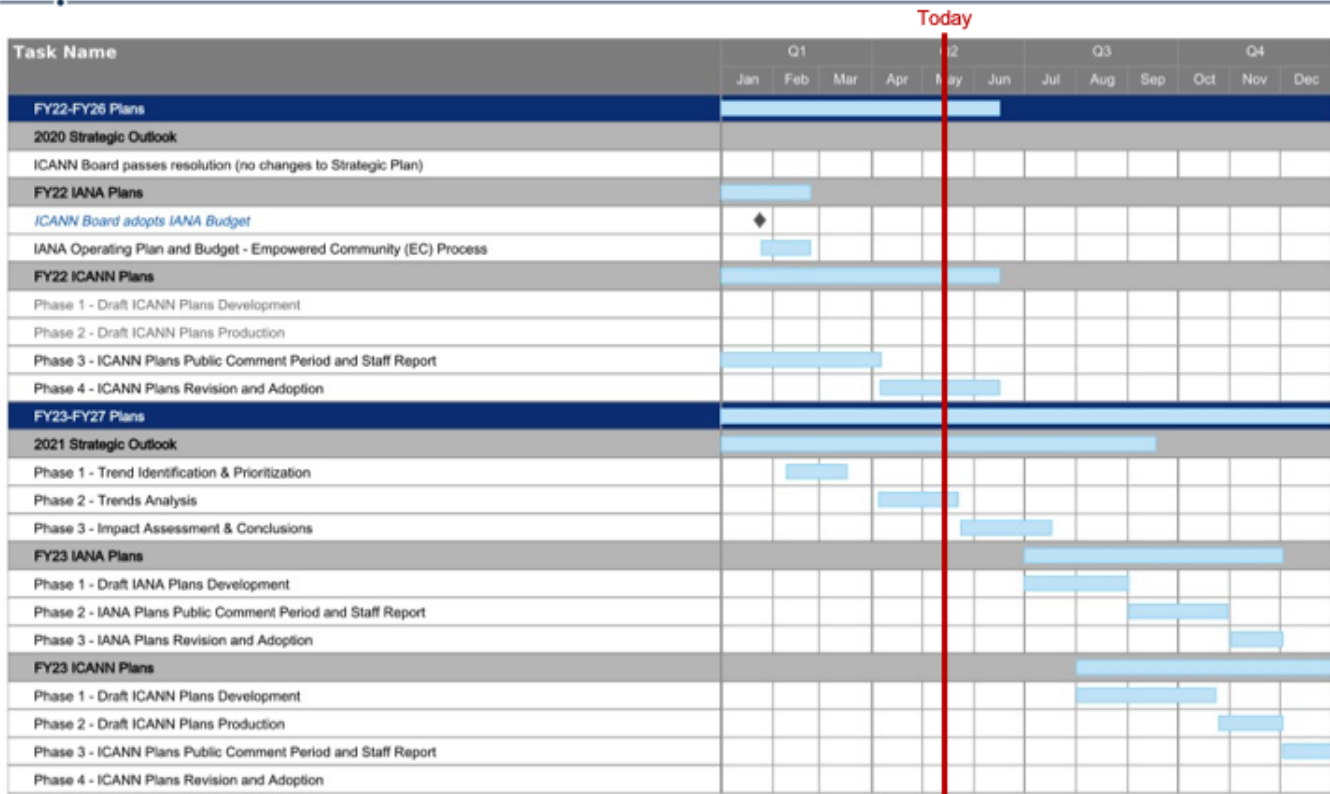 Today
Task Name Q1 Q2 Q3 Q4
Jan Feb Mar Apr May Jun Jul Aug Sep Oct Nov Dec
FY22-FY26 Plans
2020 Strategic Outlook
ICANN Board passes resolution (no changes to Strategic Plan)
FY22 IANA Plans
ICANN Board adopts IANA Budget
IANA Operating Plan and Budget - Empowered Community (EC) Process
FY22 ICANN Plans
Phase 1 - Draft ICANN Plans Development
Phase 2 - Draft ICANN Plans Production
Phase 3 - ICANN Plans Public Comment Period and Staff Report
Phase 4 - ICANN Plans Revision and Adoption
FY23-FY27 Plans
2021 Strategic Outlook
Phase 1 - Trend Identification & Prioritization
Phase 2 - Trends Analysis
Phase 3 - Impact Assessment & Conclusions
FY23 IANA Plans
Phase 1 - Draft IANA Plans Development
Phase 2 - IANA Plans Public Comment Period and Staff Report
Phase 3 - IANA Plans Revision and Adoption
FY23 ICANN Plans
Phase 1 - Draft ICANN Plans Development
Phase 2 - Draft ICANN Plans Production
Phase 3 - ICANN Plans Public Comment Period and Staff Report
Phase 4 - ICANN Plans Revision and Adoption